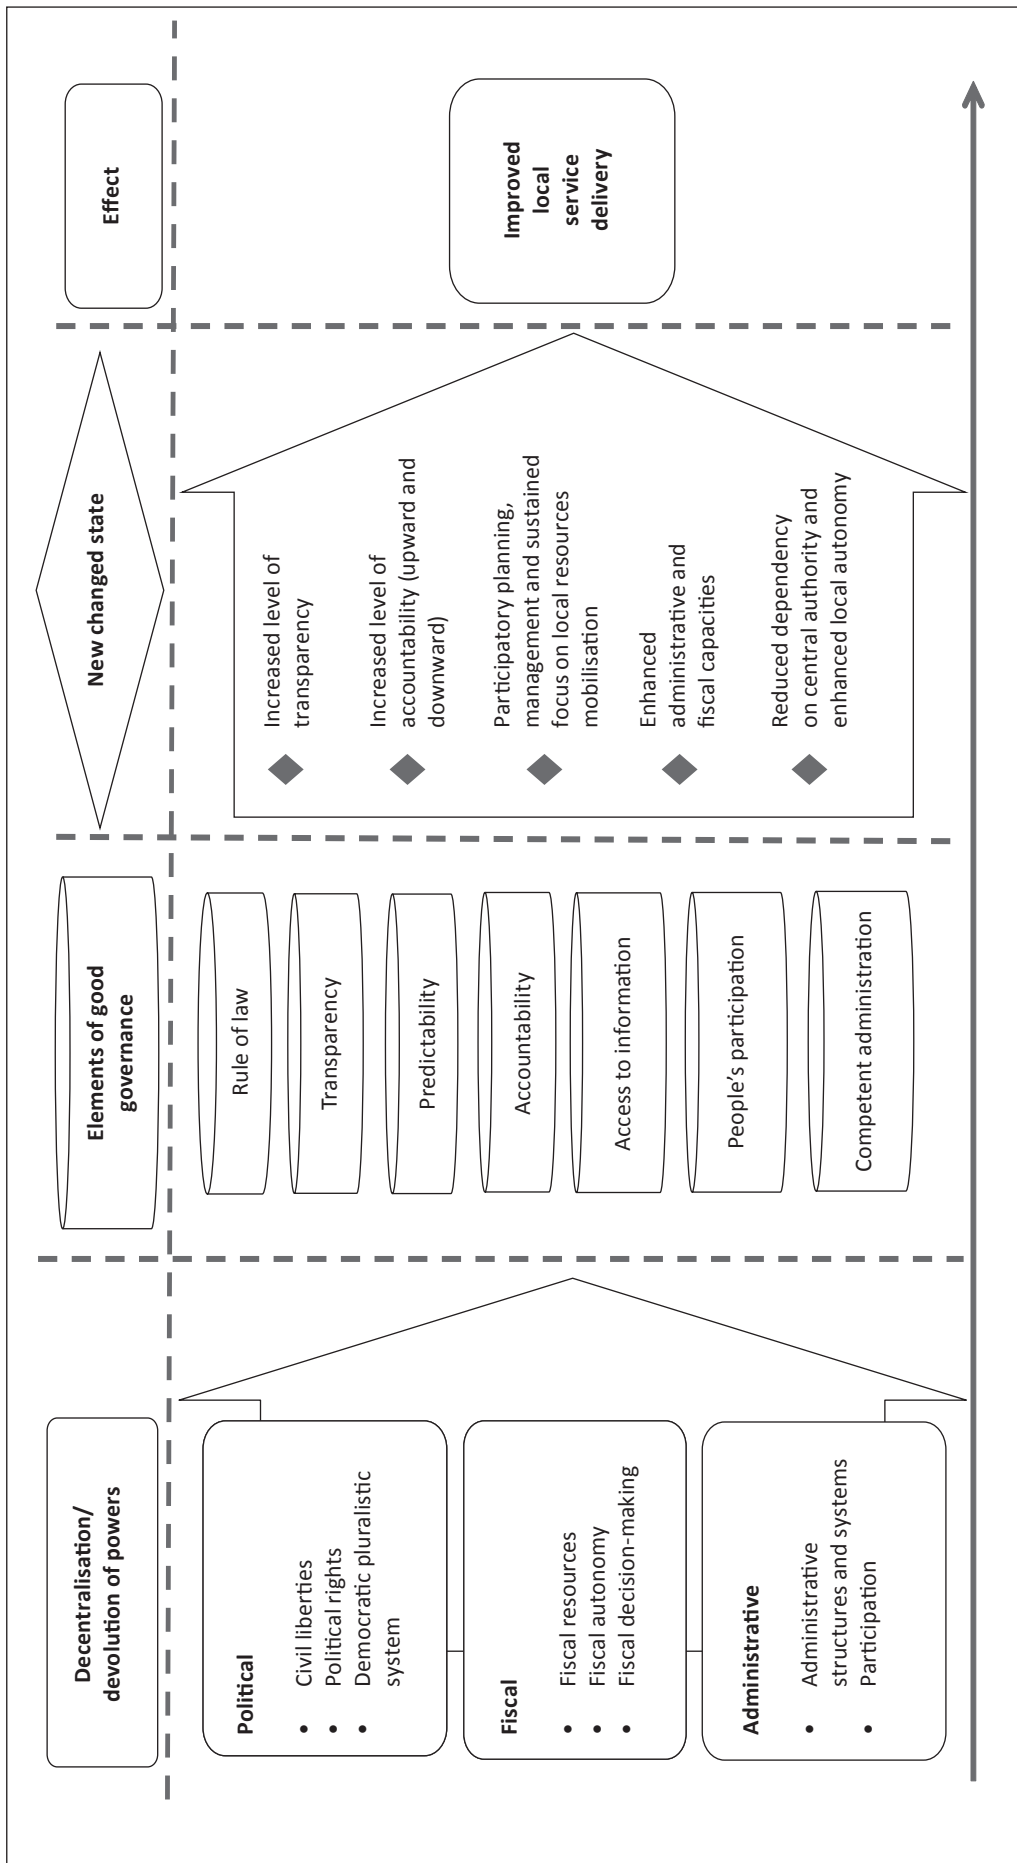 Decentralisation/
devolution of powers
Elements of good
governance
New changed state
Effect
Political
• Civil liberties
• Political rights
• Democratic pluralistic
system
Fiscal
• Fiscal resources
• Fiscal autonomy
• Fiscal decision-making
Administrative
• Administrative
structures and systems
• Participation
Rule of law
Transparency
Predictability
Accountability
Access to information
People’s participation
Competent administration
Increased level of
transparency
Increased level of
accountability (upward and
downward)
Participatory planning,
management and sustained
focus on local resources
mobilisation
Enhanced
administrative and
fiscal capacities
Reduced dependency
on central authority and
enhanced local autonomy
Improved
local
service
delivery